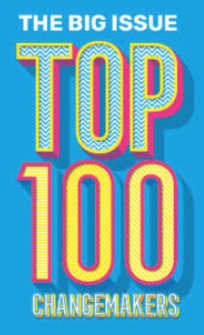 THE BIG ISSUE
TOP
100
CHANGEMAKERS